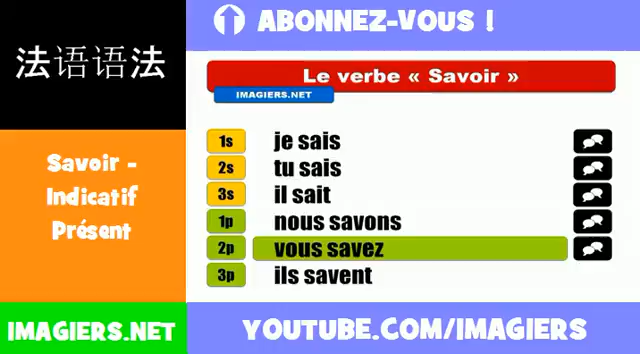 法语语法
Savoir -
Indicatif
Présent
IMAGIERS.NET
ABONNEZ-VOUS !
Le verbe « Savoir »
IMAGIERS.NET
1s je sais
2s tu sais
3s il sait
1p nous savons
2p vous savez
3p ils savent
YOUTUBE.COM/IMAGIERS